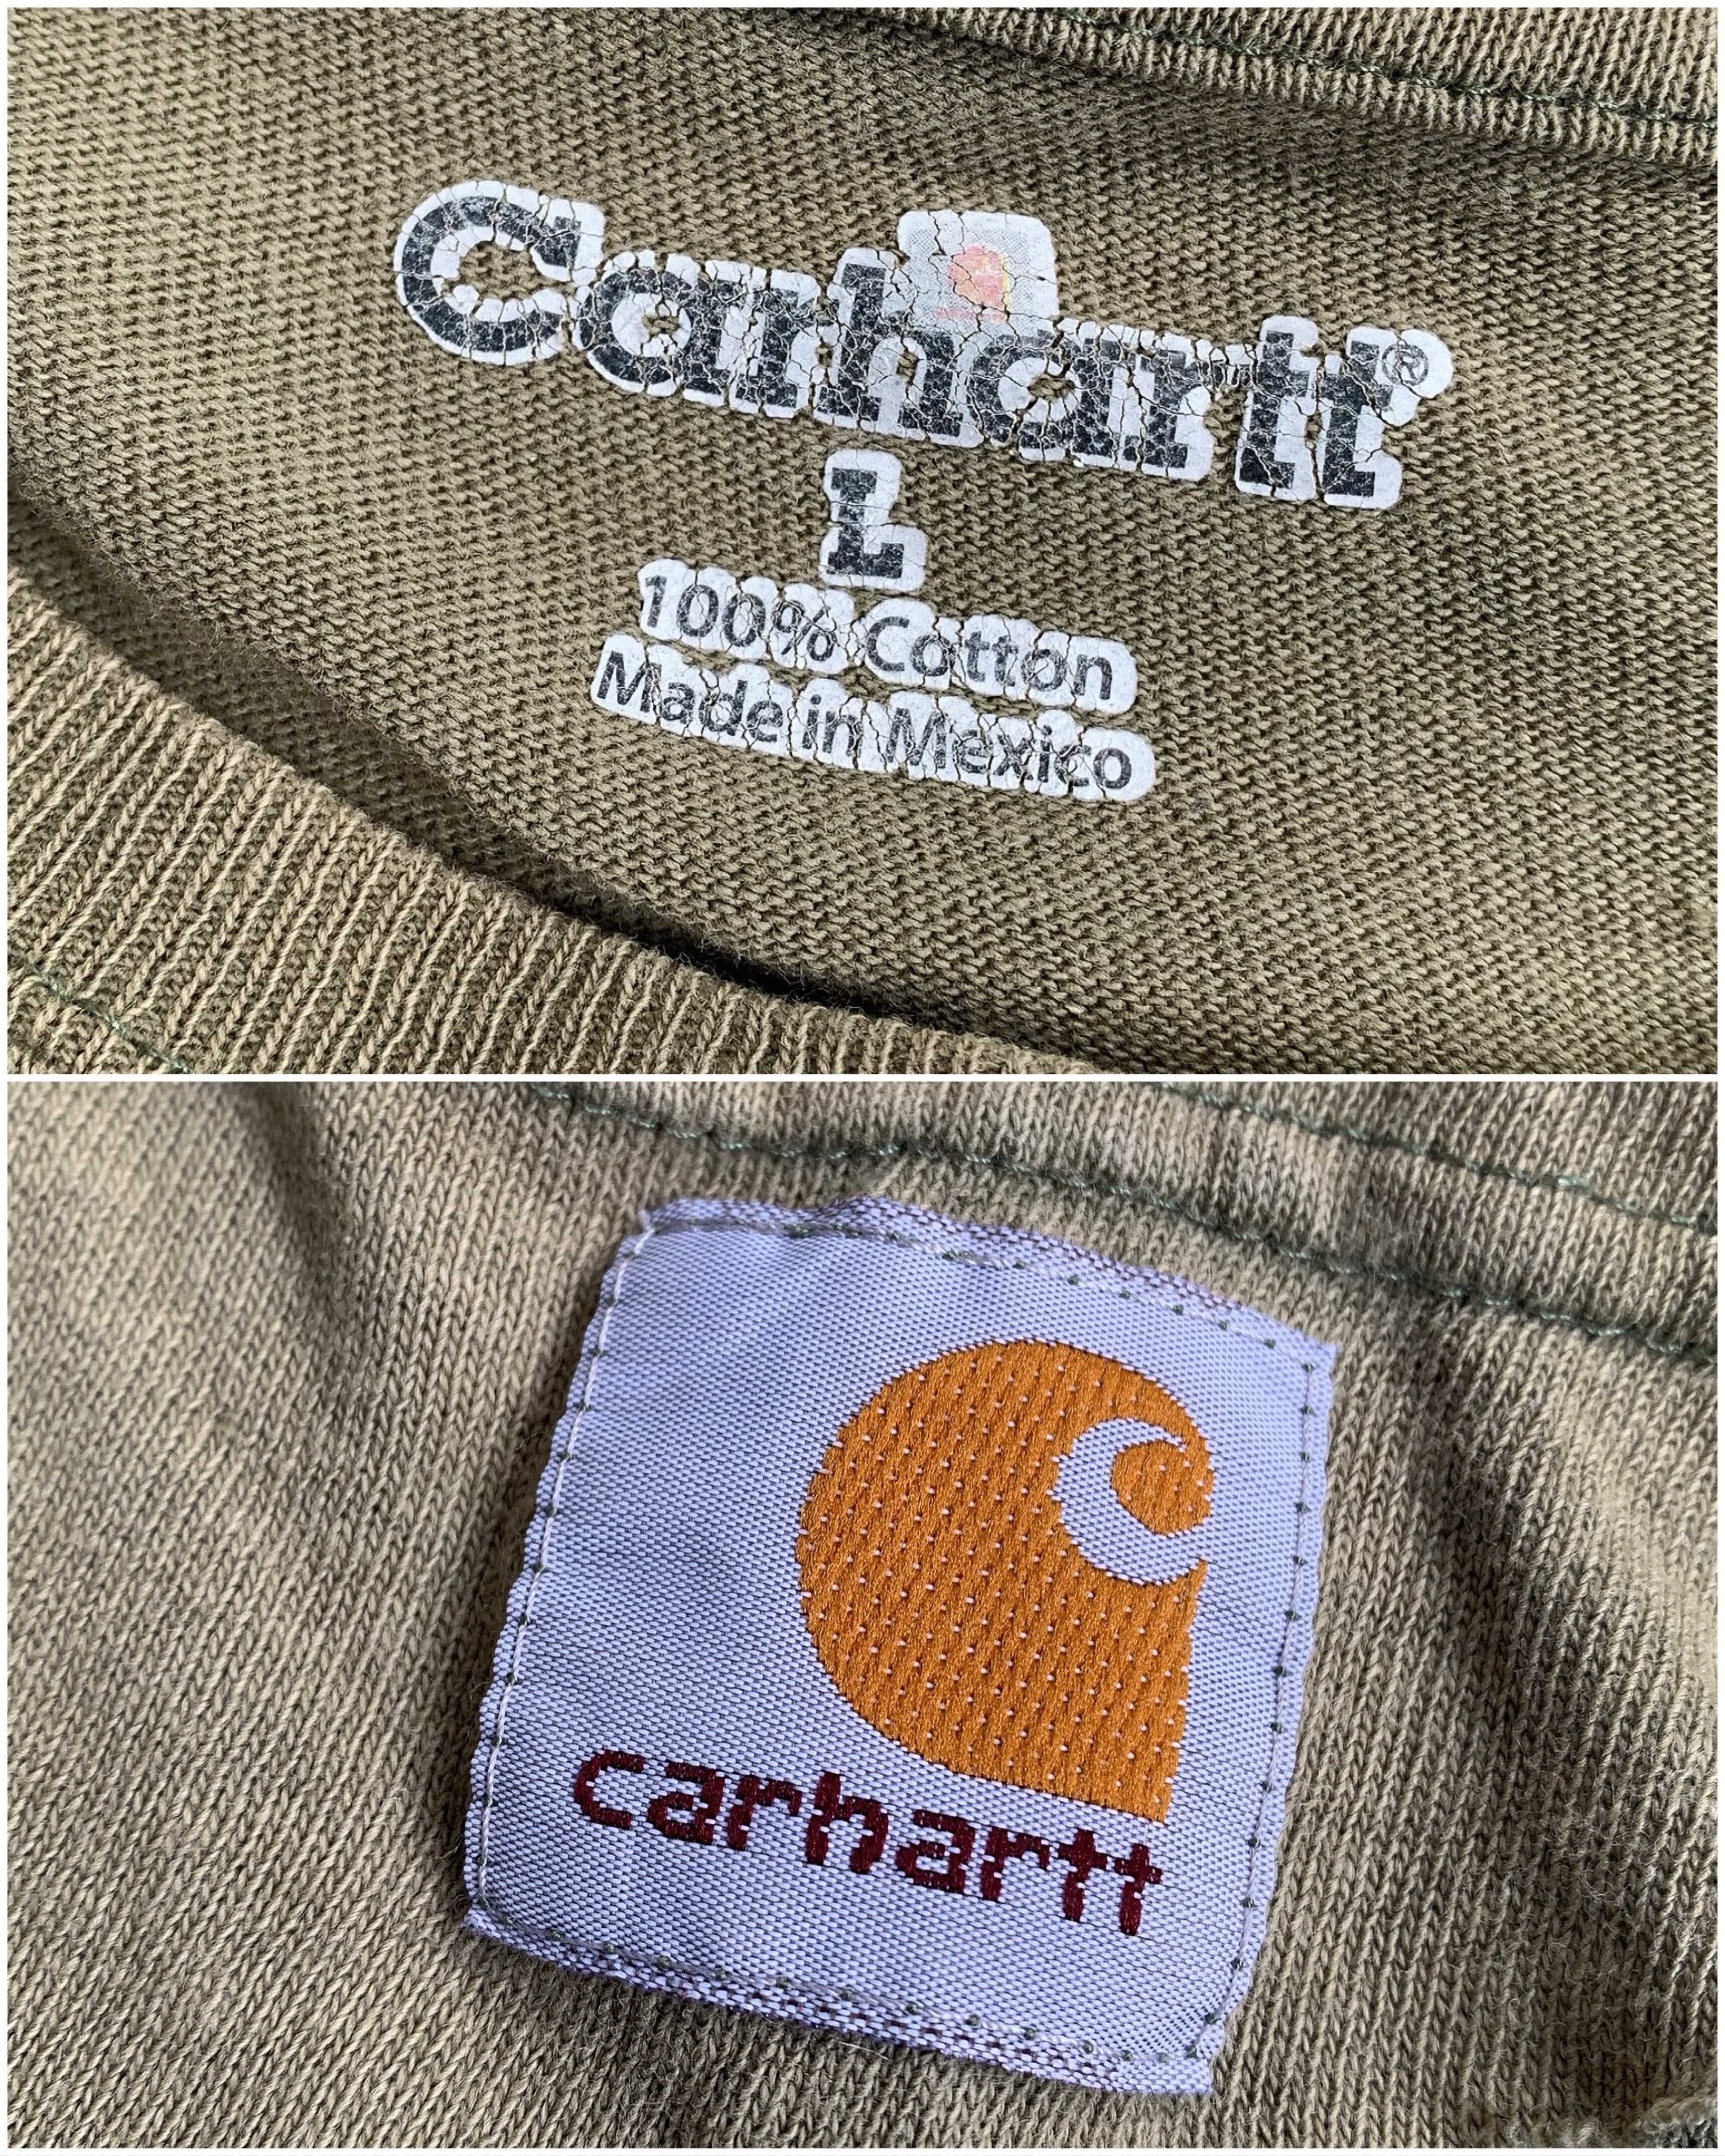 Carhartt®
L
100% Cotton
Made in Mexico
carhartt